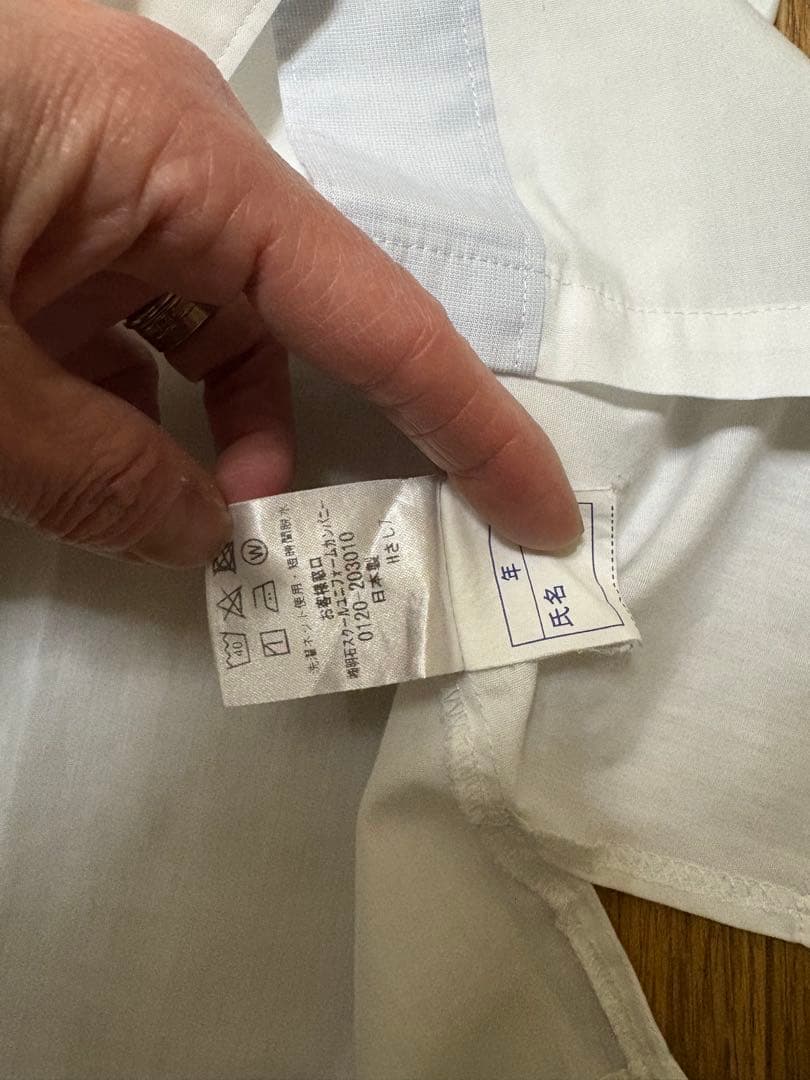 40
W
洗濯ネット使用・短時間脱水
お客様窓口
㈱明石スクールユニフォームカンパニー
0120-203010
日本製
年
氏名